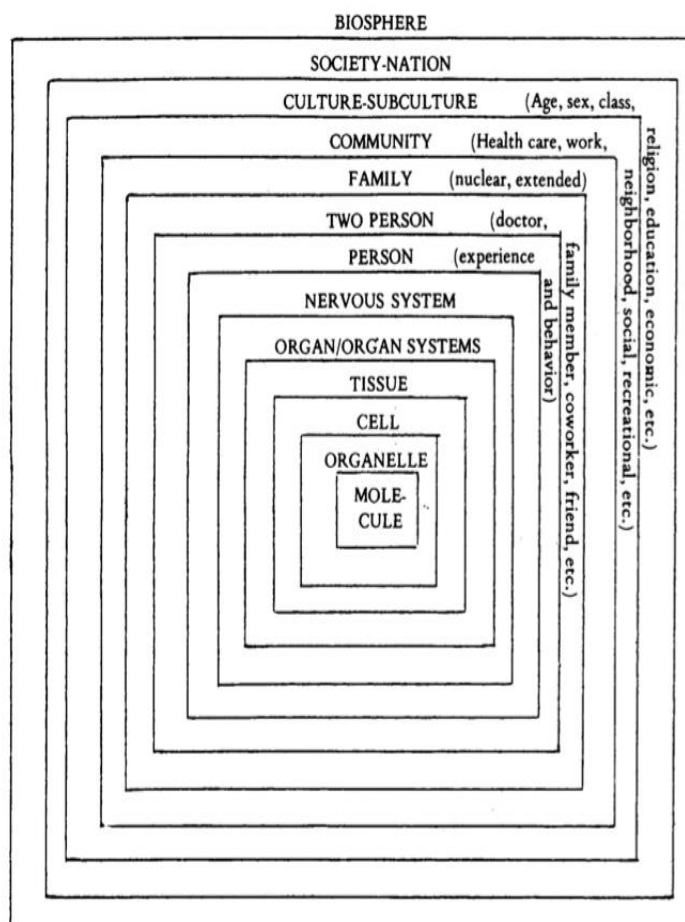 BIOSPHERE
SOCIETY-NATION
CULTURE-SUBCULTURE (Age, sex, class,
religion, education, economic, etc.)
COMMUNITY (Health care, work,
neighborhood, social, recreational, etc.)
FAMILY (nuclear, extended)
TWO PERSON (doctor,
family member, coworker, friend, etc.)
PERSON (experience
and behavior)
NERVOUS SYSTEM
ORGAN/ORGAN SYSTEMS
TISSUE
CELL
ORGANELLE
MOLE-
CULE